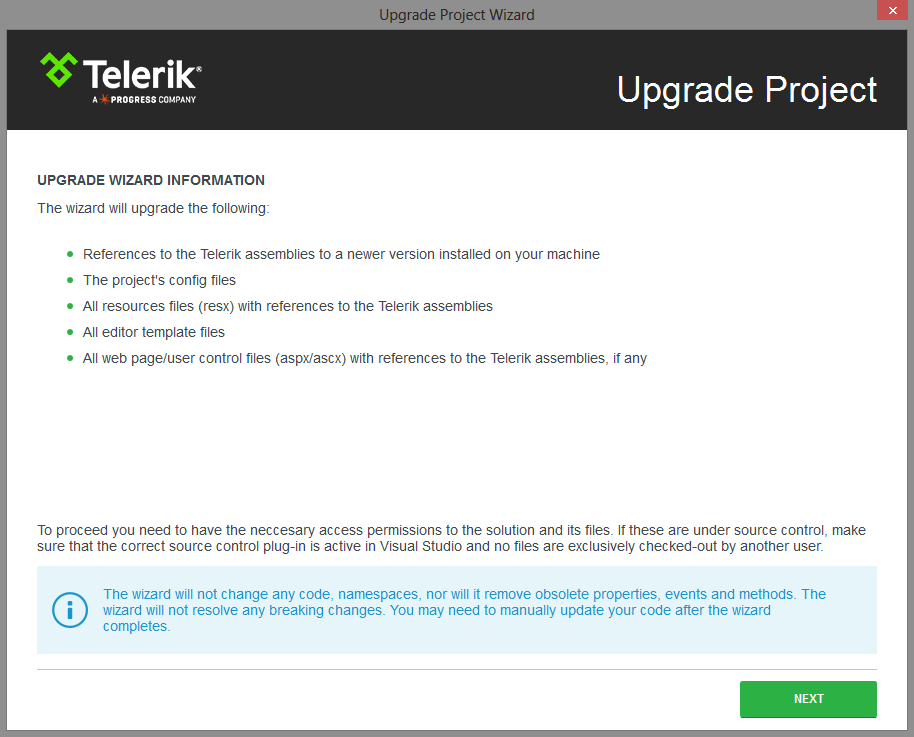 Upgrade Project Wizard
Telerik®
A PROGRESS COMPANY
Upgrade Project
UPGRADE WIZARD INFORMATION
The wizard will upgrade the following:
References to the Telerik assemblies to a newer version installed on your machine
The project's config files
All resources files (resx) with references to the Telerik assemblies
All editor template files
All web page/user control files (aspx/ascx) with references to the Telerik assemblies, if any
To proceed you need to have the neccesary access permissions to the solution and its files. If these are under source control, make
sure that the correct source control plug-in is active in Visual Studio and no files are exclusively checked-out by another user.
The wizard will not change any code, namespaces, nor will it remove obsolete properties, events and methods. The
wizard will not resolve any breaking changes. You may need to manually update your code after the wizard
completes.
NEXT